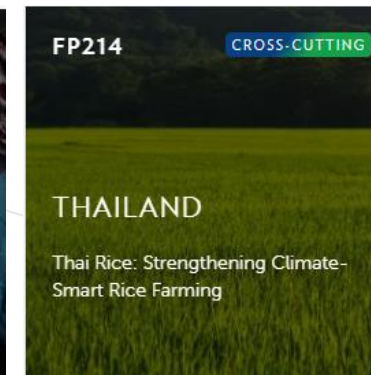 FP214
CROSS-CUTTING
THAILAND
Thai Rice: Strengthening Climate-
Smart Rice Farming